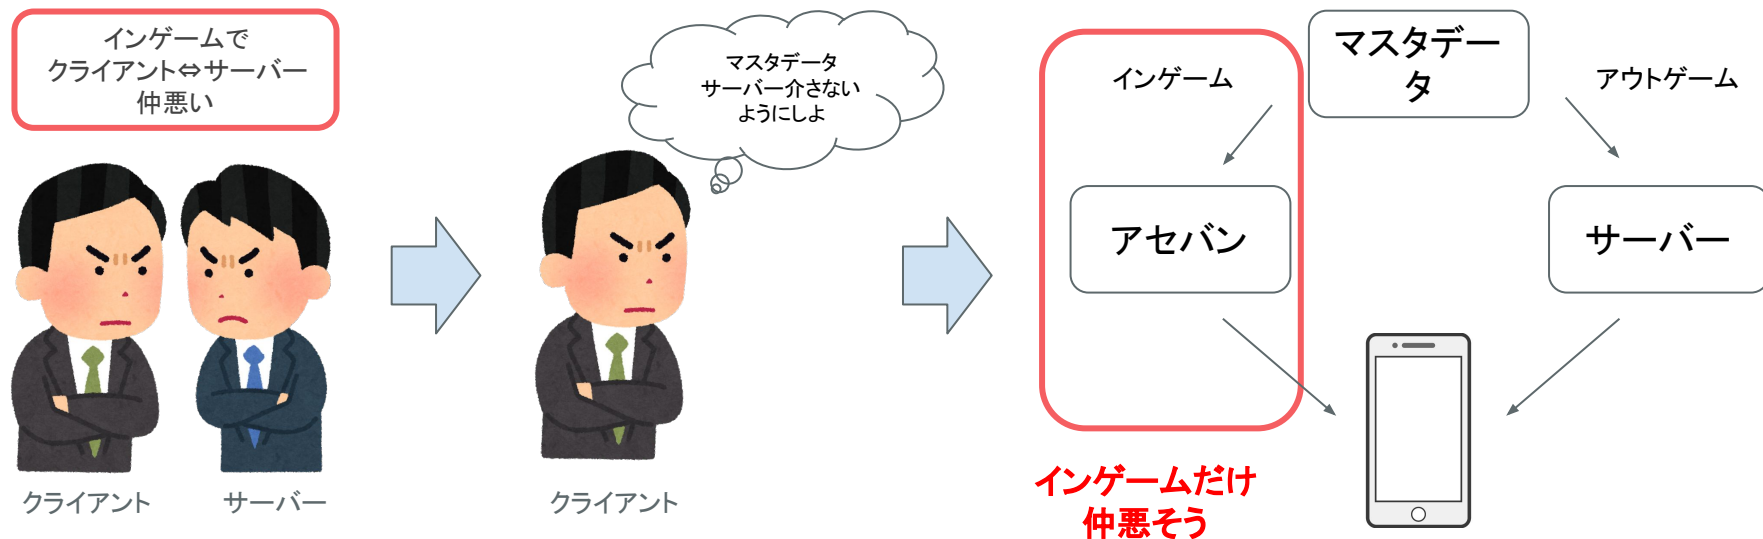 インゲームで
クライアント⇔サーバー
仲悪い
クライアント
サーバー
マスタデータ
サーバー介さない
ようにしよ
クライアント
マスタデー
タ
インゲーム
アウトゲーム
アセバン
サーバー
インゲームだけ
仲悪そう